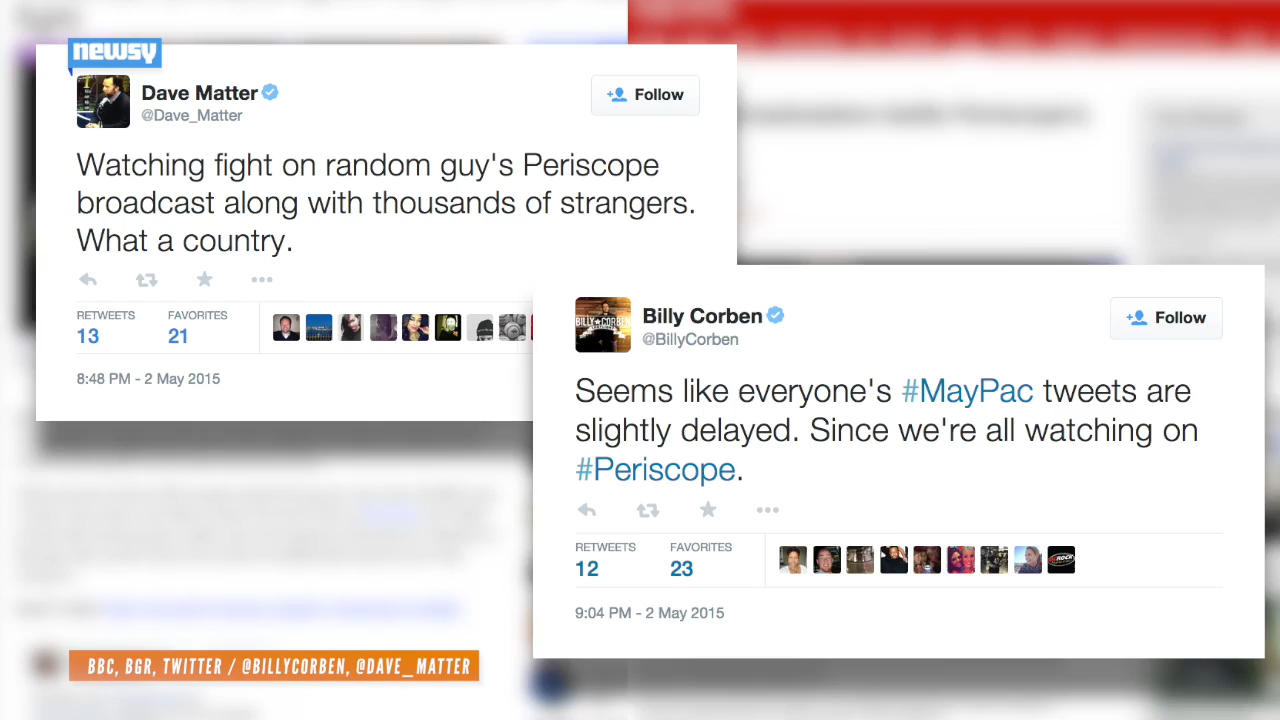 newsy
Dave Matter
@Dave_Matter
Follow
Watching fight on random guy's Periscope
broadcast along with thousands of strangers.
What a country.
RETWEETS FAVORITES
13 21
8:48 PM - 2 May 2015
Billy Corben
@BillyCorben
Follow
Seems like everyone's #MayPac tweets are
slightly delayed. Since we're all watching on
#Periscope.
RETWEETS FAVORITES
12 23
9:04 PM - 2 May 2015
BBC, BGR, TWITTER / @BILLYCORBEN, @DAVE_MATTER